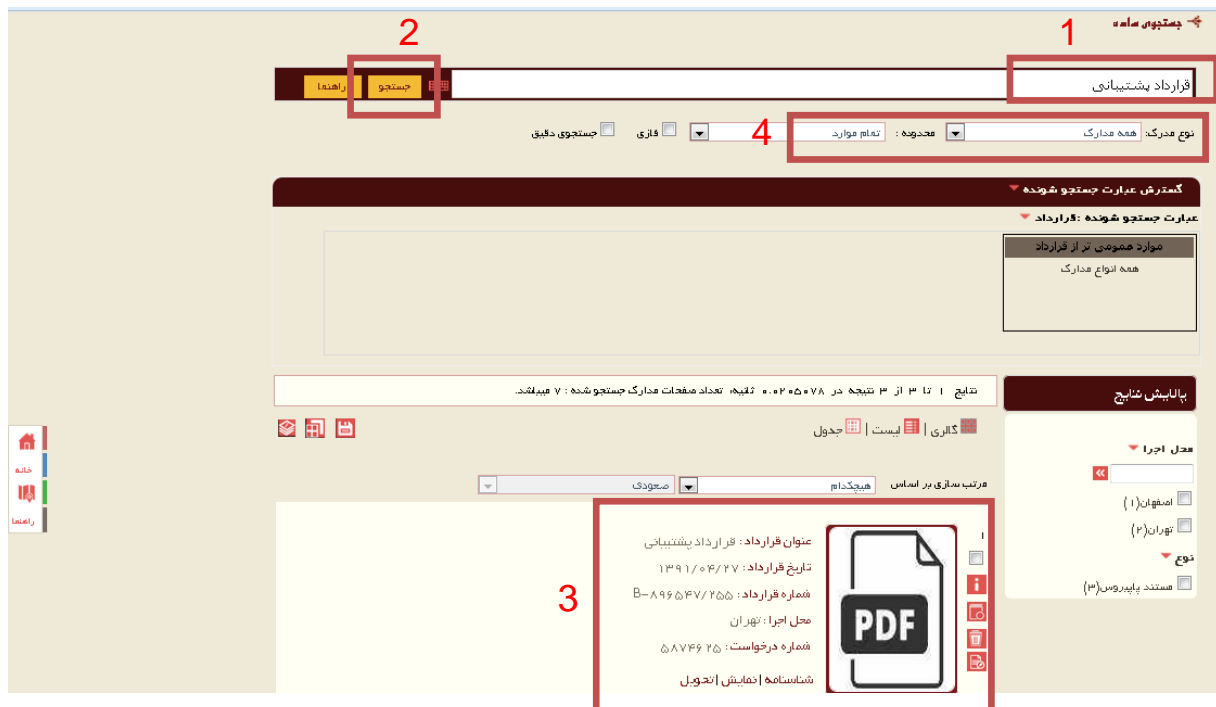 جستجوی ساده
1
2
قرارداد پشتیبانی
جستجو
راهنما
نوع مدرک: همه مدارک محدوده : تمام موارد 4 فازی جستجوی دقیق
گسترش عبارت جستجو شونده
عبارت جستجو شونده :قرارداد
موارد عمومی تر از قرارداد
همه انواع مدارک
پالایش نتایج
نتایج ۱ تا ۳ از ۳ نتیجه در ۰.۰۲۰۵۰۷۸ ثانیه، تعداد صفحات مدارک جستجو شده : ۷ میباشد.
گالری | لیست | جدول
محل اجرا
اصفهان(۱)
تهران(۲)
نوع
مستند پاپیروس(۳)
مرتب سازی بر اساس هیچکدام صعودی
۱
PDF
عنوان قرارداد: قرارداد پشتیبانی
تاریخ قرارداد: ۱۳۹۱/۰۴/۲۷
شماره قرارداد: B-۸۹۶۵۴۷/۲۵۵
محل اجرا: تهران
شماره درخواست: ۵۸۷۴۶۲۵
شناسنامه|نمایش|تحویل
3
خانه
راهنما